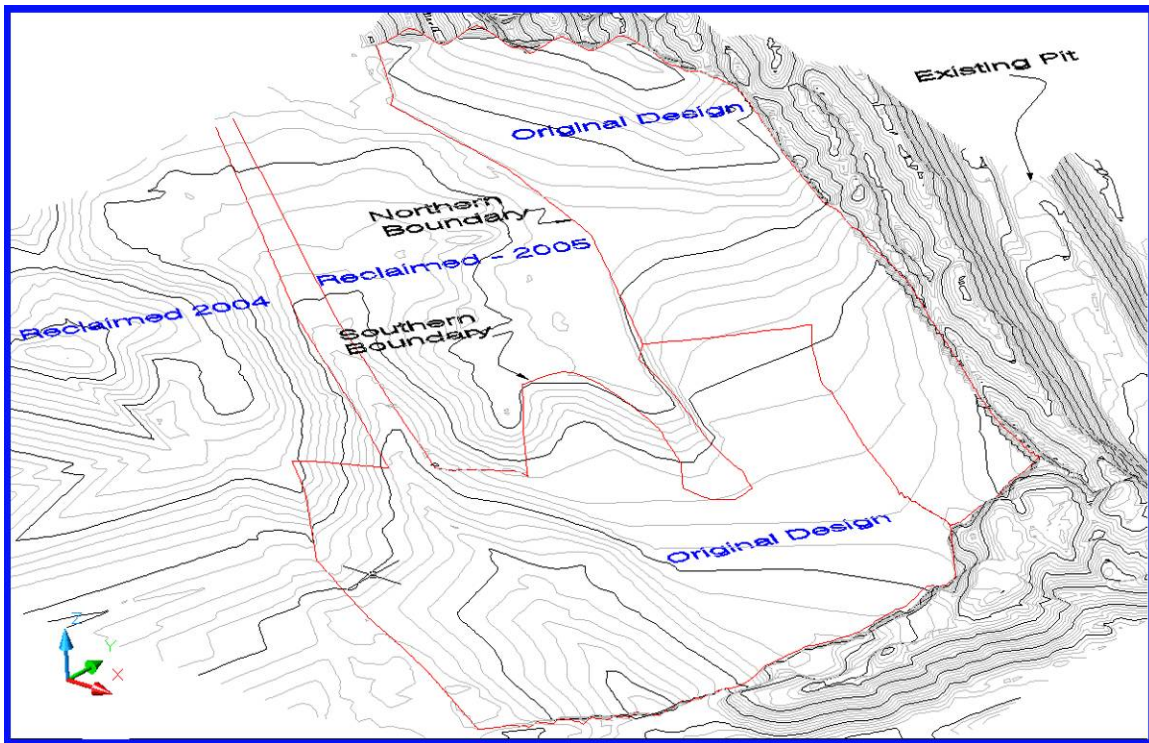 Existing Pit
Original Design
Northern
Boundary
Reclaimed - 2005
Reclaimed 2004
Southern
Boundary
Original Design
Z
Y
X